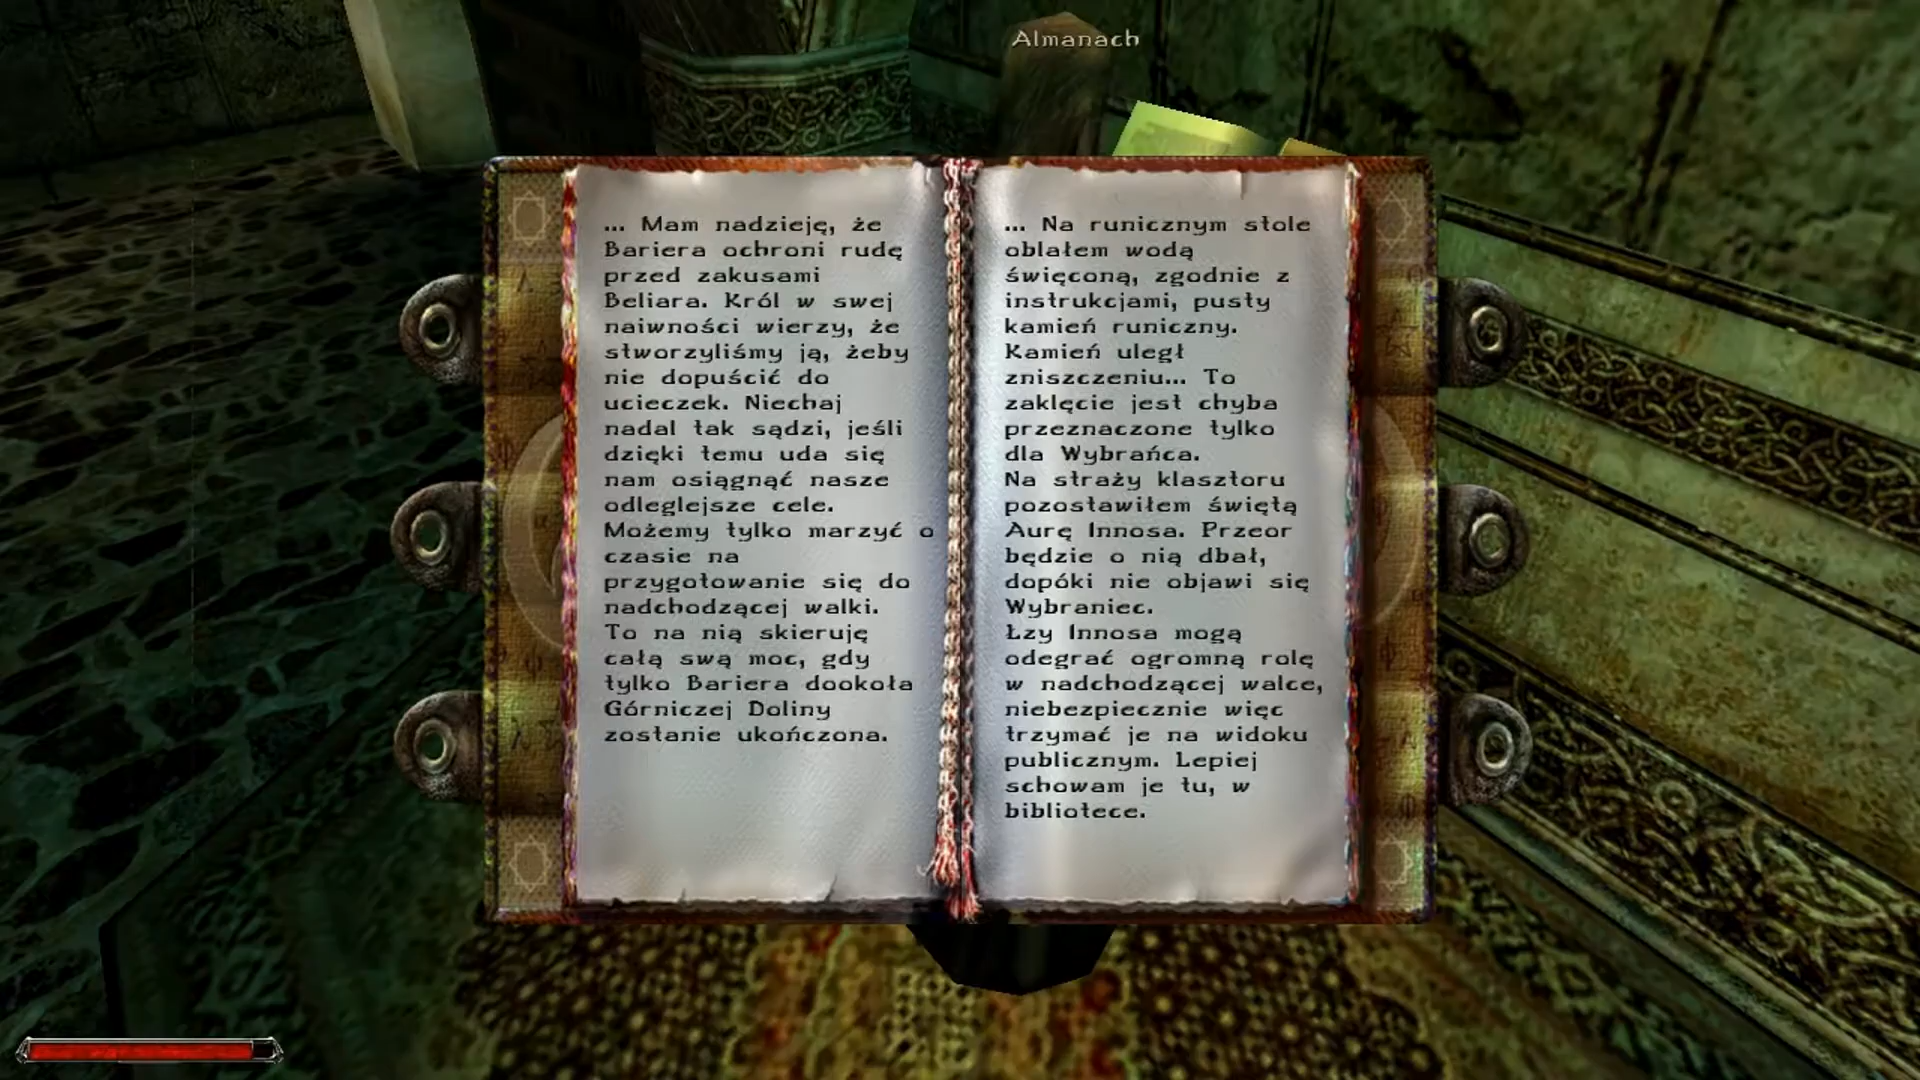 Almanach
... Mam nadzieję, że
Bariera ochroni rudę
przed zakusami
Beliara. Król w swej
naiwności wierzy, że
stworzyliśmy ją, żeby
nie dopuścić do
ucieczek. Niechaj
nadal tak sądzi, jeśli
dzięki temu uda się
nam osiągnąć nasze
odleglejsze cele.
Możemy tylko marzyć o
czasie na
przygotowanie się do
nadchodzącej walki.
To na nią skieruję
całą swą moc, gdy
tylko Bariera dookoła
Górniczej Doliny
zostanie ukończona.
... Na runicznym stole
oblałem wodą
święconą, zgodnie z
instrukcjami, pusty
kamień runiczny.
Kamień uległ
zniszczeniu... To
zaklęcie jest chyba
przeznaczone tylko
dla Wybrańca.
Na straży klasztoru
pozostawiłem świętą
Aurę Innosa. Przeor
będzie o nią dbał,
dopóki nie objawi się
Wybraniec.
Łzy Innosa mogą
odegrać ogromną rolę
w nadchodzącej walce,
niebezpiecznie więc
trzymać je na widoku
publicznym. Lepiej
schowam je tu, w
bibliotece.